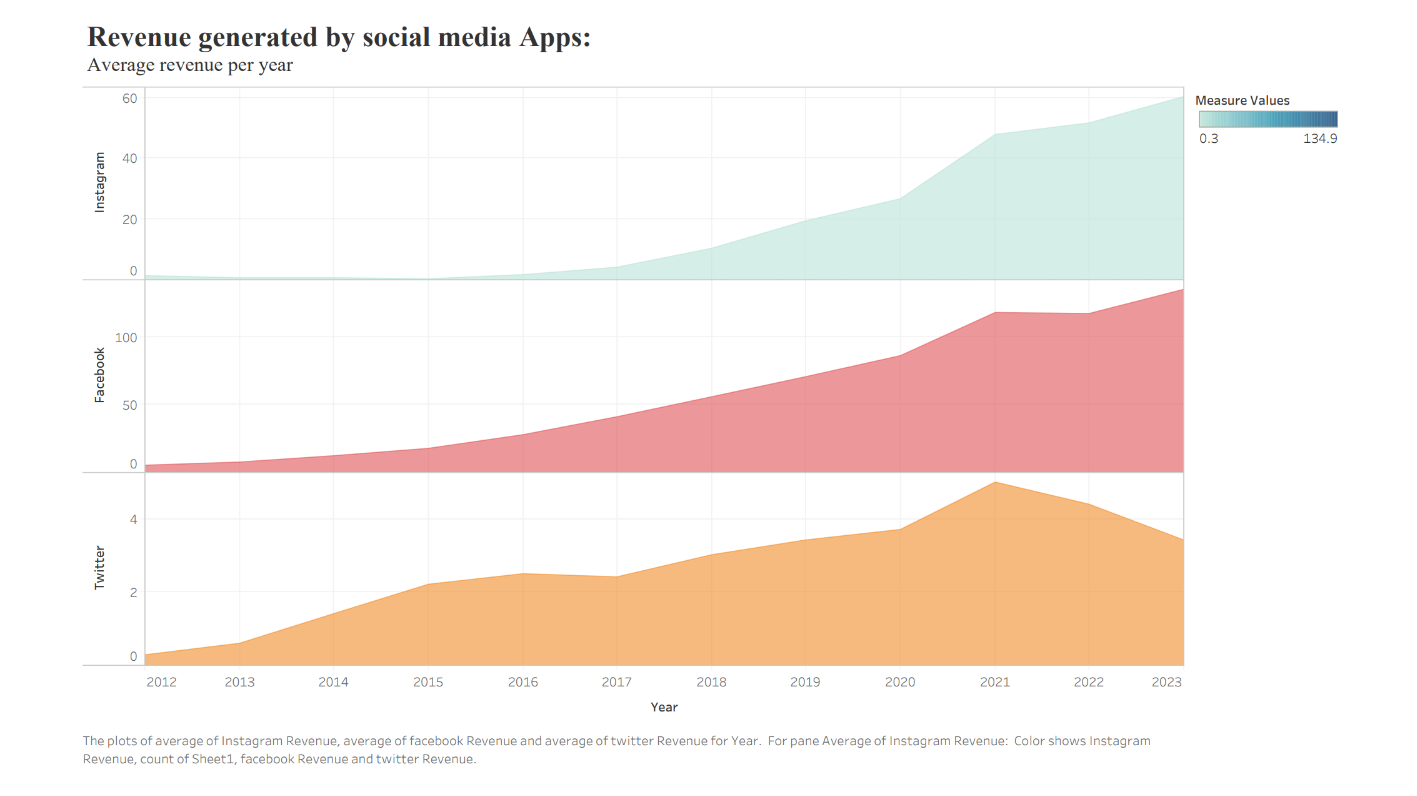 Revenue generated by social media Apps:
Average revenue per year
Measure Values
0.3 134.9
Instagram
60
40
20
0
Facebook
100
50
0
Twitter
4
2
0
2012 2013 2014 2015 2016 2017 2018 2019 2020 2021 2022 2023
Year
The plots of average of Instagram Revenue, average of facebook Revenue and average of twitter Revenue for Year.  For pane Average of Instagram Revenue:  Color shows Instagram
Revenue, count of Sheet1, facebook Revenue and twitter Revenue.